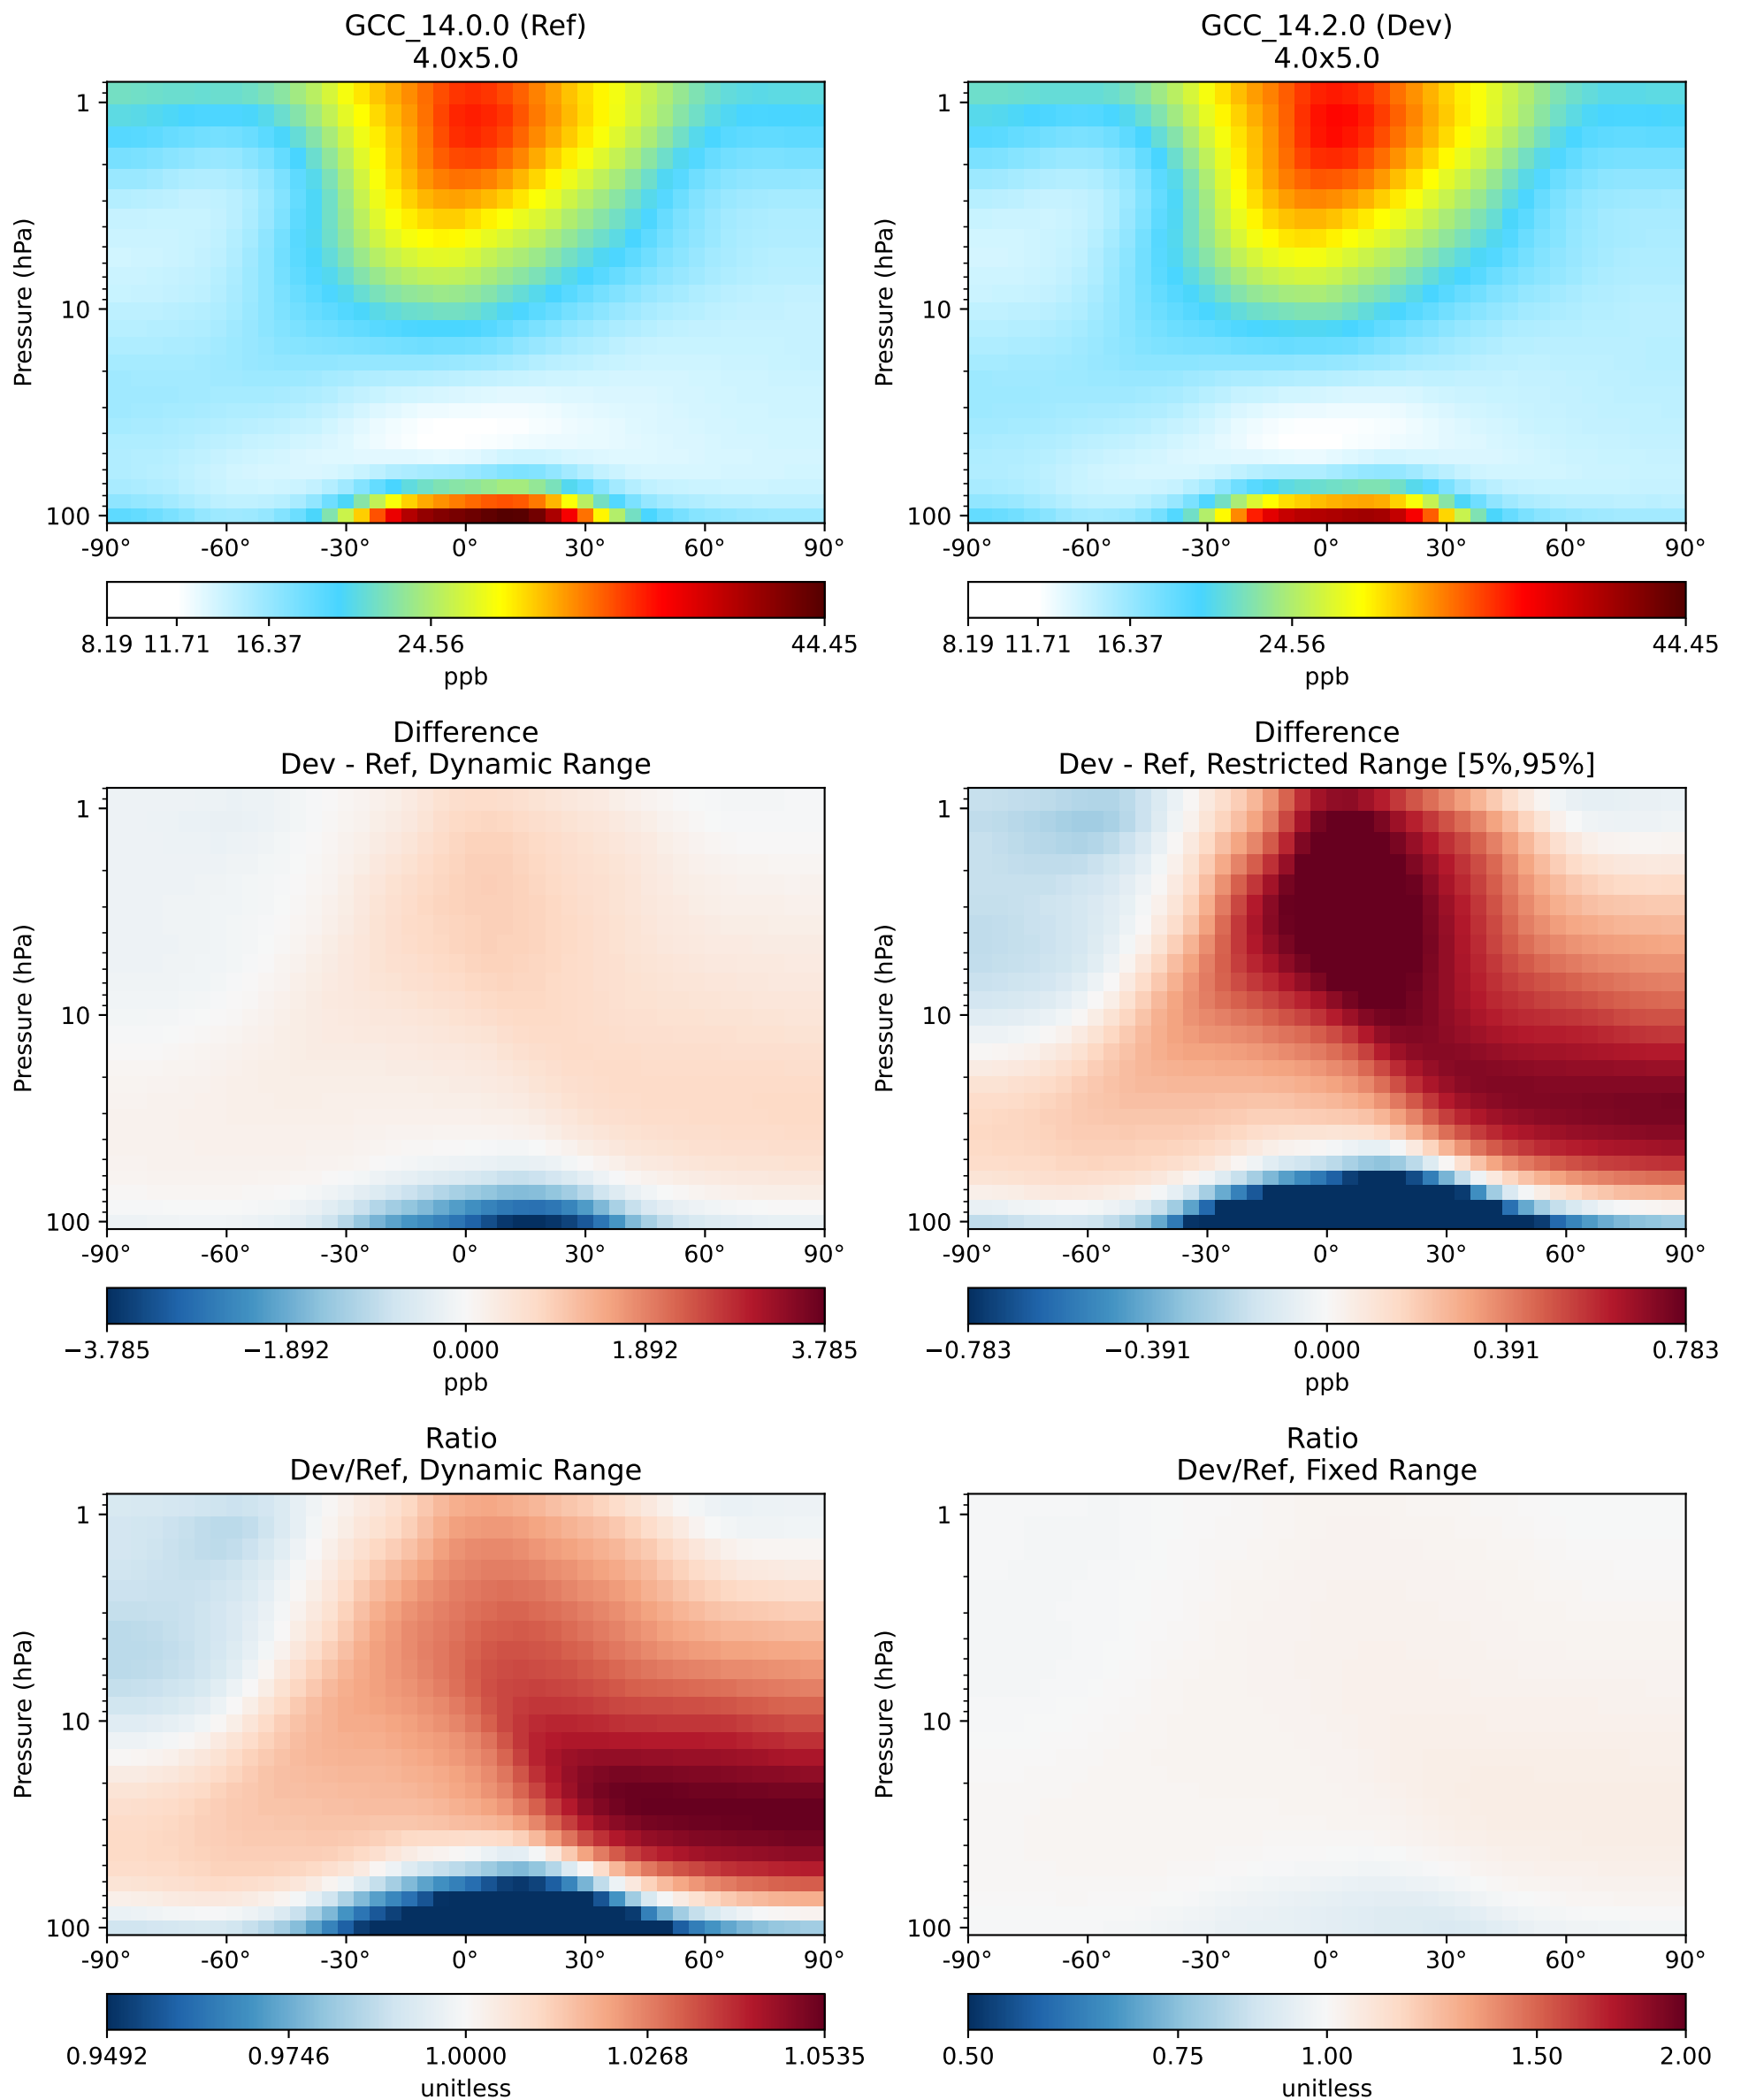 GCC_14.0.0 (Ref)
4.0x5.0
Pressure (hPa)
1
10
100
-90° -60° -30° 0° 30° 60° 90°
8.19 11.71 16.37 24.56 44.45
ppb
GCC_14.2.0 (Dev)
4.0x5.0
Pressure (hPa)
1
10
100
-90° -60° -30° 0° 30° 60° 90°
8.19 11.71 16.37 24.56 44.45
ppb
Difference
Dev - Ref, Dynamic Range
Pressure (hPa)
1
10
100
-90° -60° -30° 0° 30° 60° 90°
−3.785 −1.892 0.000 1.892 3.785
ppb
Difference
Dev - Ref, Restricted Range [5%,95%]
Pressure (hPa)
1
10
100
-90° -60° -30° 0° 30° 60° 90°
−0.783 −0.391 0.000 0.391 0.783
ppb
Ratio
Dev/Ref, Dynamic Range
Pressure (hPa)
1
10
100
-90° -60° -30° 0° 30° 60° 90°
0.9492 0.9746 1.0000 1.0268 1.0535
unitless
Ratio
Dev/Ref, Fixed Range
Pressure (hPa)
1
10
100
-90° -60° -30° 0° 30° 60° 90°
0.50 0.75 1.00 1.50 2.00
unitless